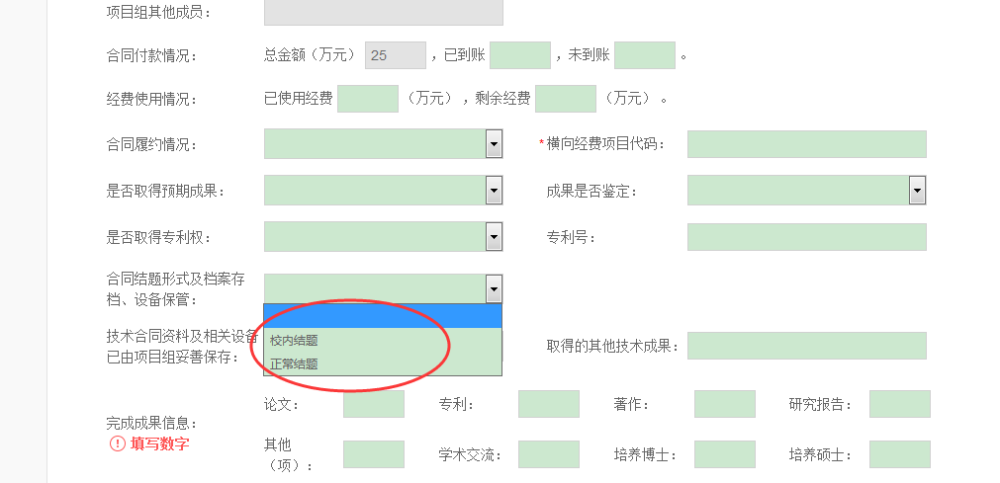 项目组其他成员：
合同付款情况： 总金额（万元） 25 ，已到账 ，未到账 。
经费使用情况： 已使用经费 （万元） ，剩余经费 （万元） 。
合同履约情况： *横向经费项目代码：
是否取得预期成果： 成果是否鉴定：
是否取得专利权： 专利号：
合同结题形式及档案存
档、设备保管：
校内结题
正常结题
技术合同资料及相关设备
已由项目组妥善保存： 取得的其他技术成果：
完成成果信息：
! 填写数字
论文： 专利： 著作： 研究报告：
其他
（项）： 学术交流： 培养博士： 培养硕士：